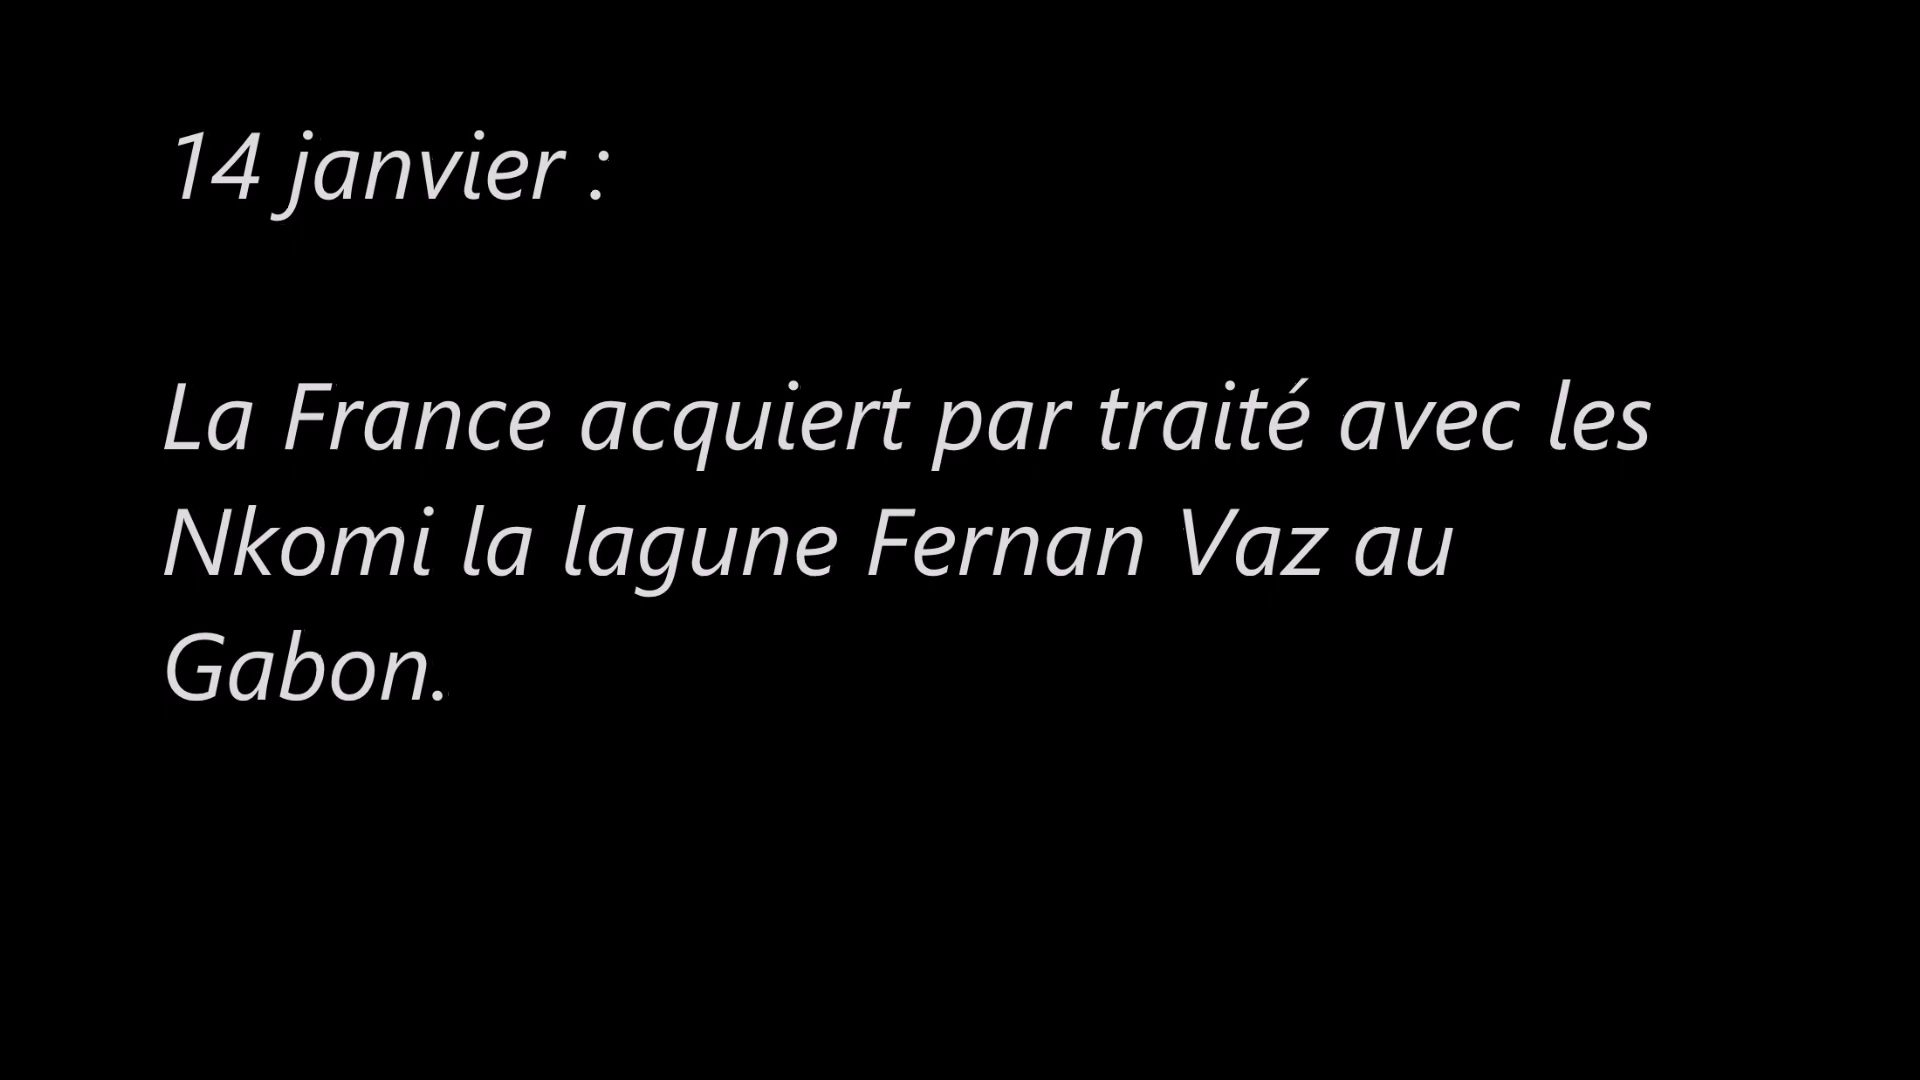 14 janvier :
La France acquiert par traité avec les
Nkomi la lagune Fernan Vaz au
Gabon.